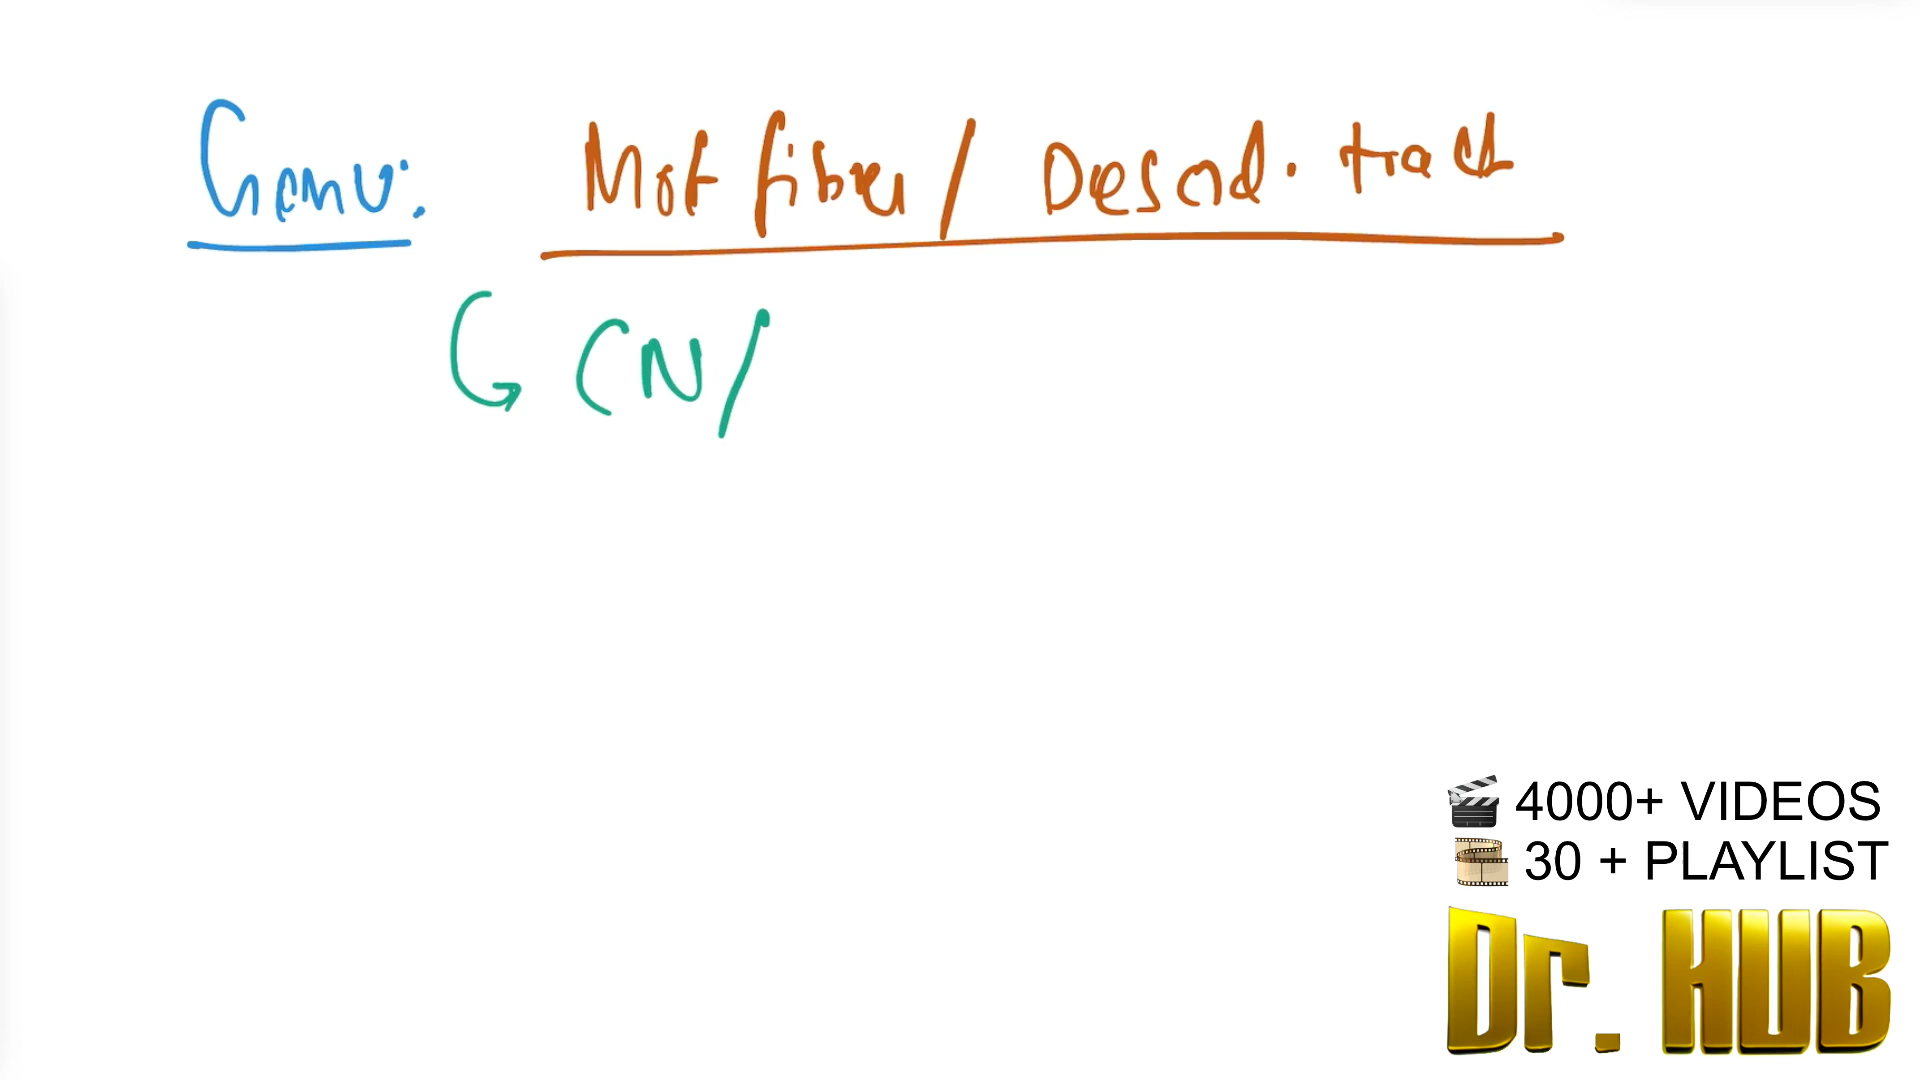 Genu: Mot fibre / Descnd. tract
CN/
4000+ VIDEOS
30 + PLAYLIST
Dr. HUB